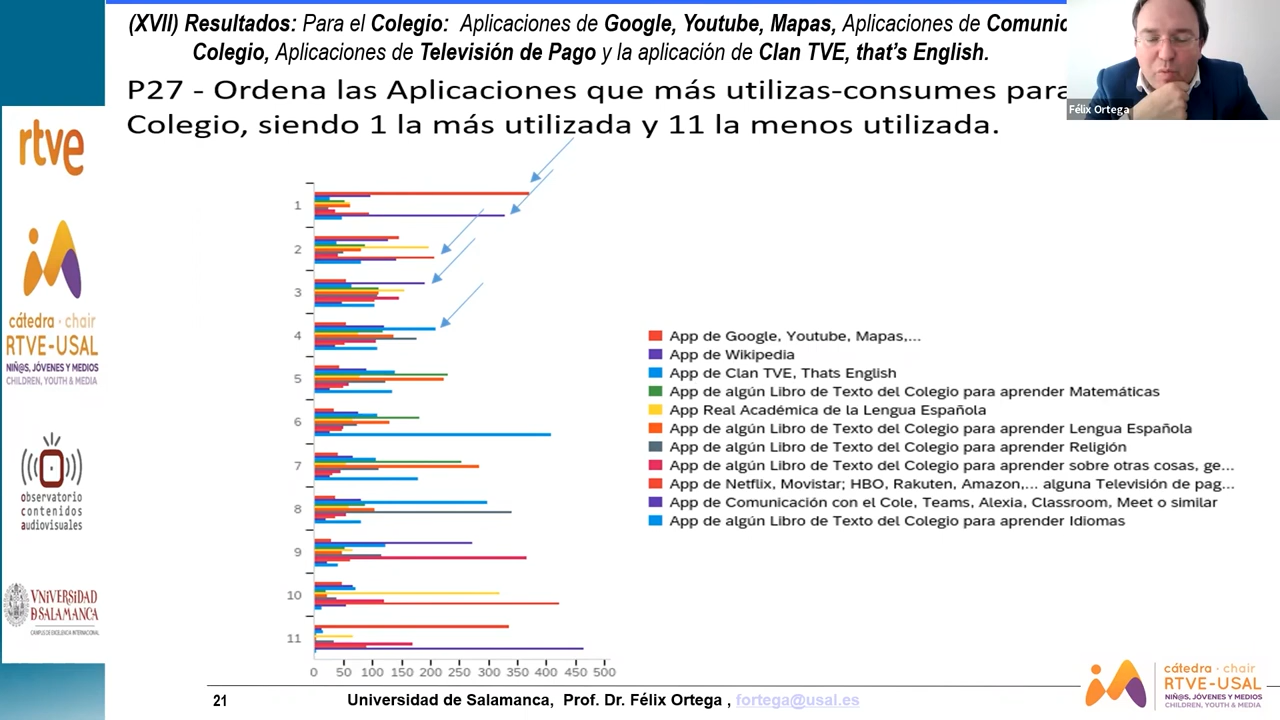 (XVII) Resultados: Para el Colegio: Aplicaciones de Google, Youtube, Mapas, Aplicaciones de Comunic
Colegio, Aplicaciones de Televisión de Pago y la aplicación de Clan TVE, that's English.
Félix Ortega
P27 - Ordena las Aplicaciones que más utilizas-consumes para
Colegio, siendo 1 la más utilizada y 11 la menos utilizada.
rtve
cátedra · chair
RTVE-USAL
NIÑ@S, JÓVENES Y MEDIOS
CHILDREN, YOUTH & MEDIA
observatorio
contenidos
audiovisuales
VNiVERSiDAD
D SALAMANCA
CAMPUS DE EXCELENCIA INTERNACIONAL
1
2
3
4
5
6
7
8
9
10
11
0 50 100 150 200 250 300 350 400 450 500
App de Google, Youtube, Mapas,...
App de Wikipedia
App de Clan TVE, Thats English
App de algún Libro de Texto del Colegio para aprender Matemáticas
App Real Académica de la Lengua Española
App de algún Libro de Texto del Colegio para aprender Lengua Española
App de algún Libro de Texto del Colegio para aprender Religión
App de algún Libro de Texto del Colegio para aprender sobre otras cosas, ge...
App de Netflix, Movistar; HBO, Rakuten, Amazon,... alguna Televisión de pag...
App de Comunicación con el Cole, Teams, Alexia, Classroom, Meet o similar
App de algún Libro de Texto del Colegio para aprender Idiomas
21
Universidad de Salamanca, Prof. Dr. Félix Ortega , fortega@usal.es
cátedra · chair
RTVE-USAL
NIÑ@S, JÓVENES Y MEDIOS
CHILDREN, YOUTH & MEDIA